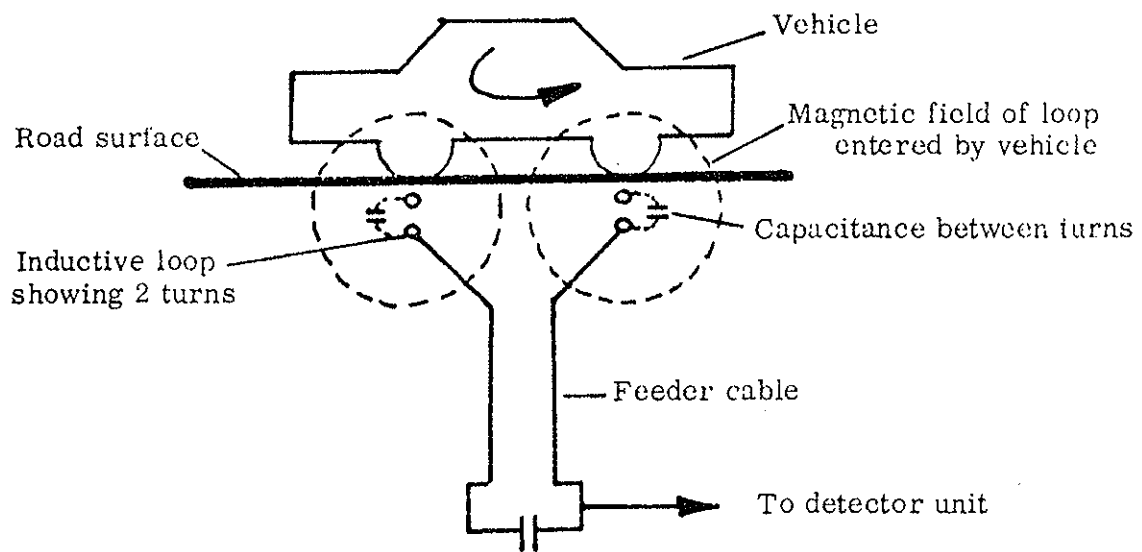 Vehicle
Magnetic field of loop
entered by vehicle
Road surface
Capacitance between turns
Inductive loop
showing 2 turns
Feeder cable
To detector unit